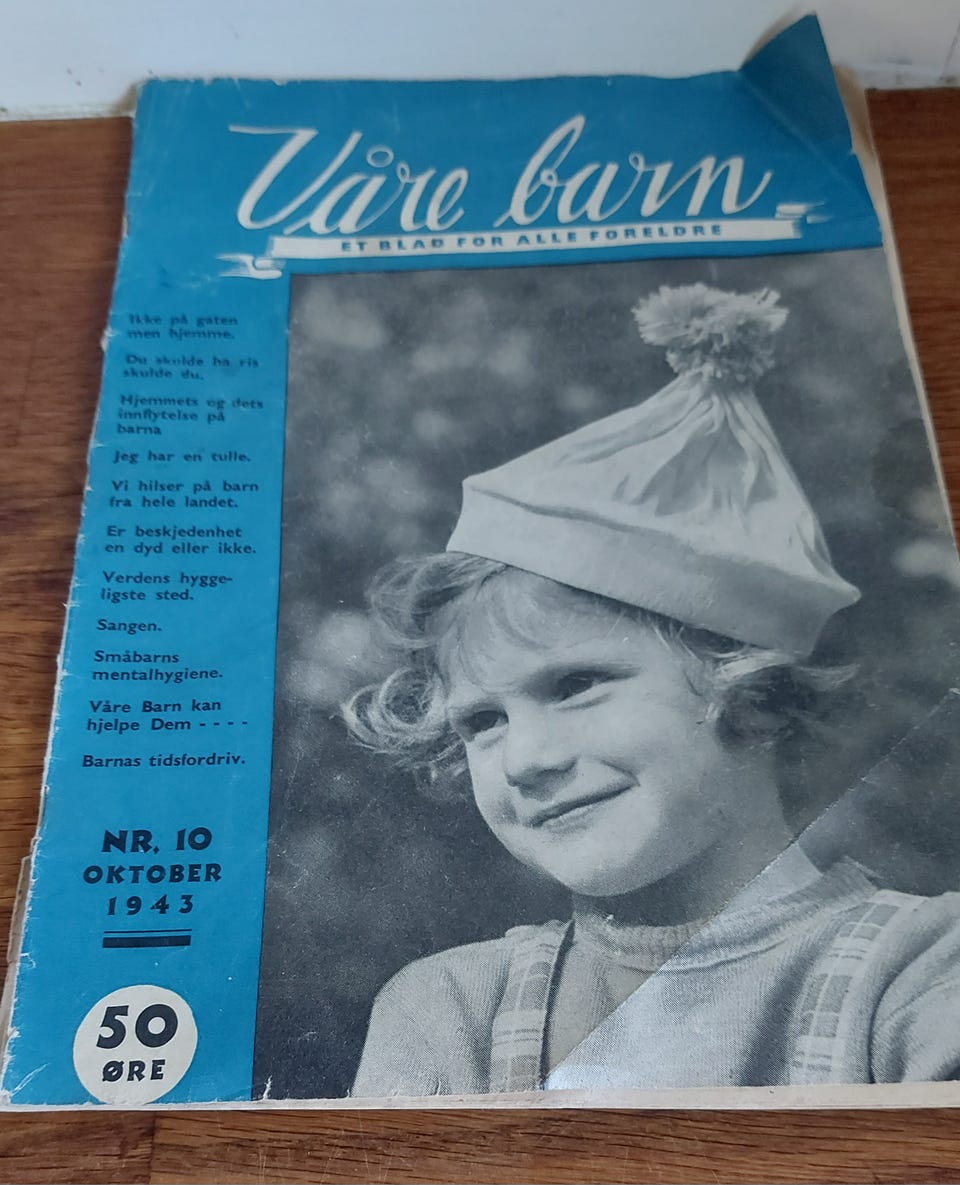 Våre barn
ET BLAD FOR ALLE FORELDRE
Ikke på gaten
men hjemme.
Du skulde ha ris
skulde du.
Hjemmets og dets
innflytelse på
barna
Jeg har en tulle.
Vi hilser på barn
fra hele landet.
Er beskjedenhet
en dyd eller ikke.
Verdens hygge-
ligste sted.
Sangen.
Småbarns
mentalhygiene.
Våre Barn kan
hjelpe Dem - - - -
Barnas tidsfordriv.
NR. 10
OKTOBER
1943
50
ØRE